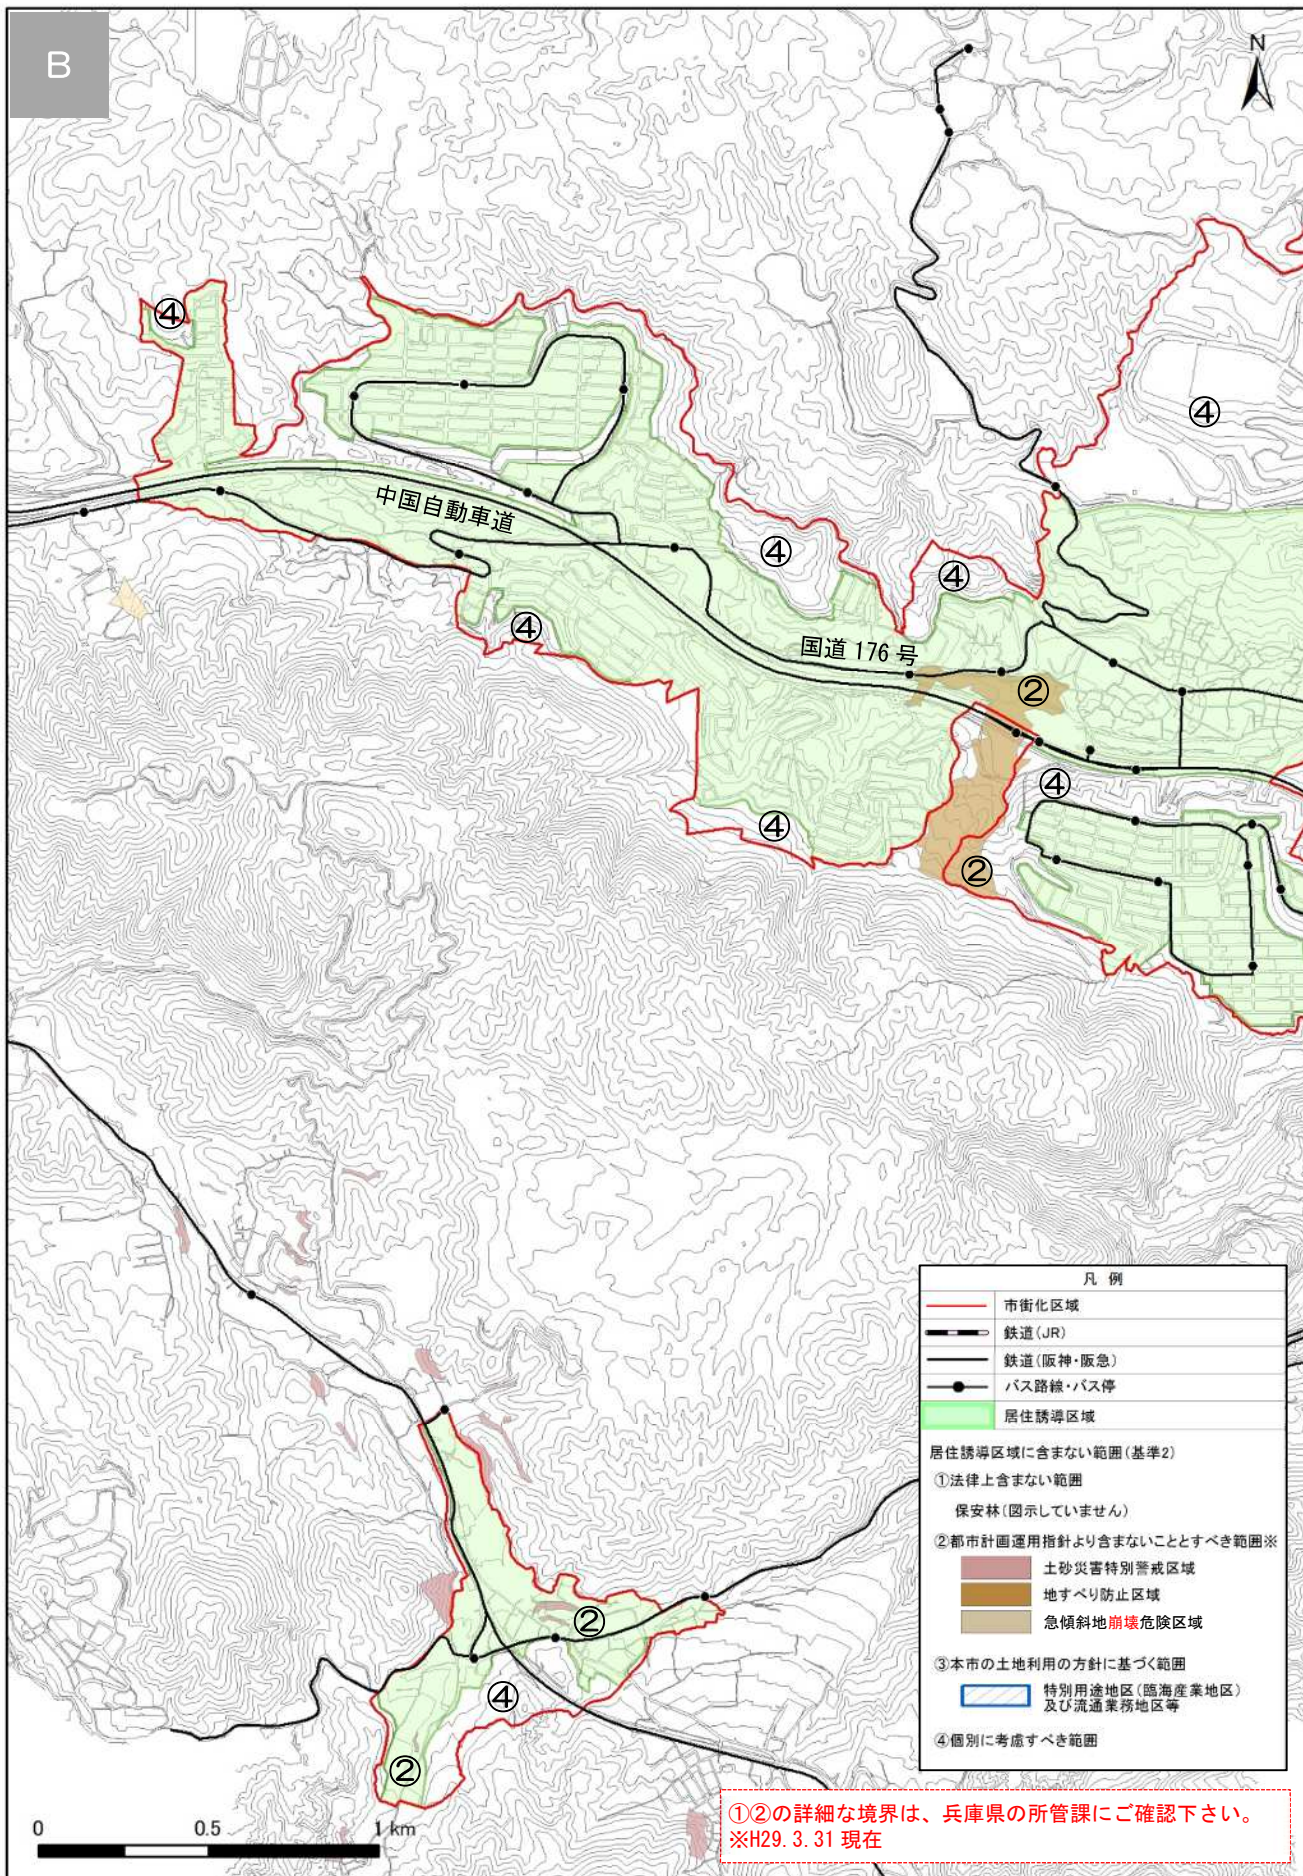 B
N
④
④
中国自動車道
④
④
④
国道 176 号
②
④
④
②
凡 例
市街化区域
鉄道(JR)
鉄道(阪神・阪急)
バス路線・バス停
居住誘導区域
居住誘導区域に含まない範囲(基準2)
①法律上含まない範囲
保安林(図示していません)
②都市計画運用指針より含まないこととすべき範囲※
土砂災害特別警戒区域
地すべり防止区域
急傾斜地崩壊危険区域
③本市の土地利用の方針に基づく範囲
特別用途地区(臨海産業地区)
及び流通業務地区等
④個別に考慮すべき範囲
②
④
②
①②の詳細な境界は、兵庫県の所管課にご確認下さい。
※H29.3.31 現在
0 0.5 1 km